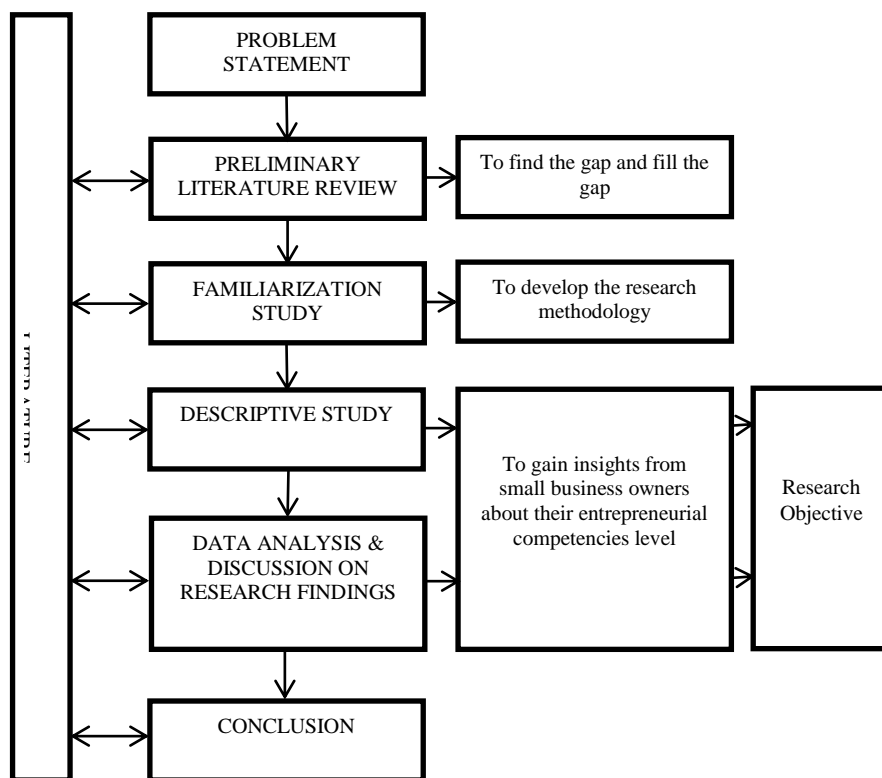 PROBLEM
STATEMENT
PRELIMINARY
LITERATURE REVIEW
To find the gap and fill the
gap
FAMILIARIZATION
STUDY
To develop the research
methodology
DESCRIPTIVE STUDY
To gain insights from
small business owners
about their entrepreneurial
competencies level
Research
Objective
DATA ANALYSIS &
DISCUSSION ON
RESEARCH FINDINGS
CONCLUSION